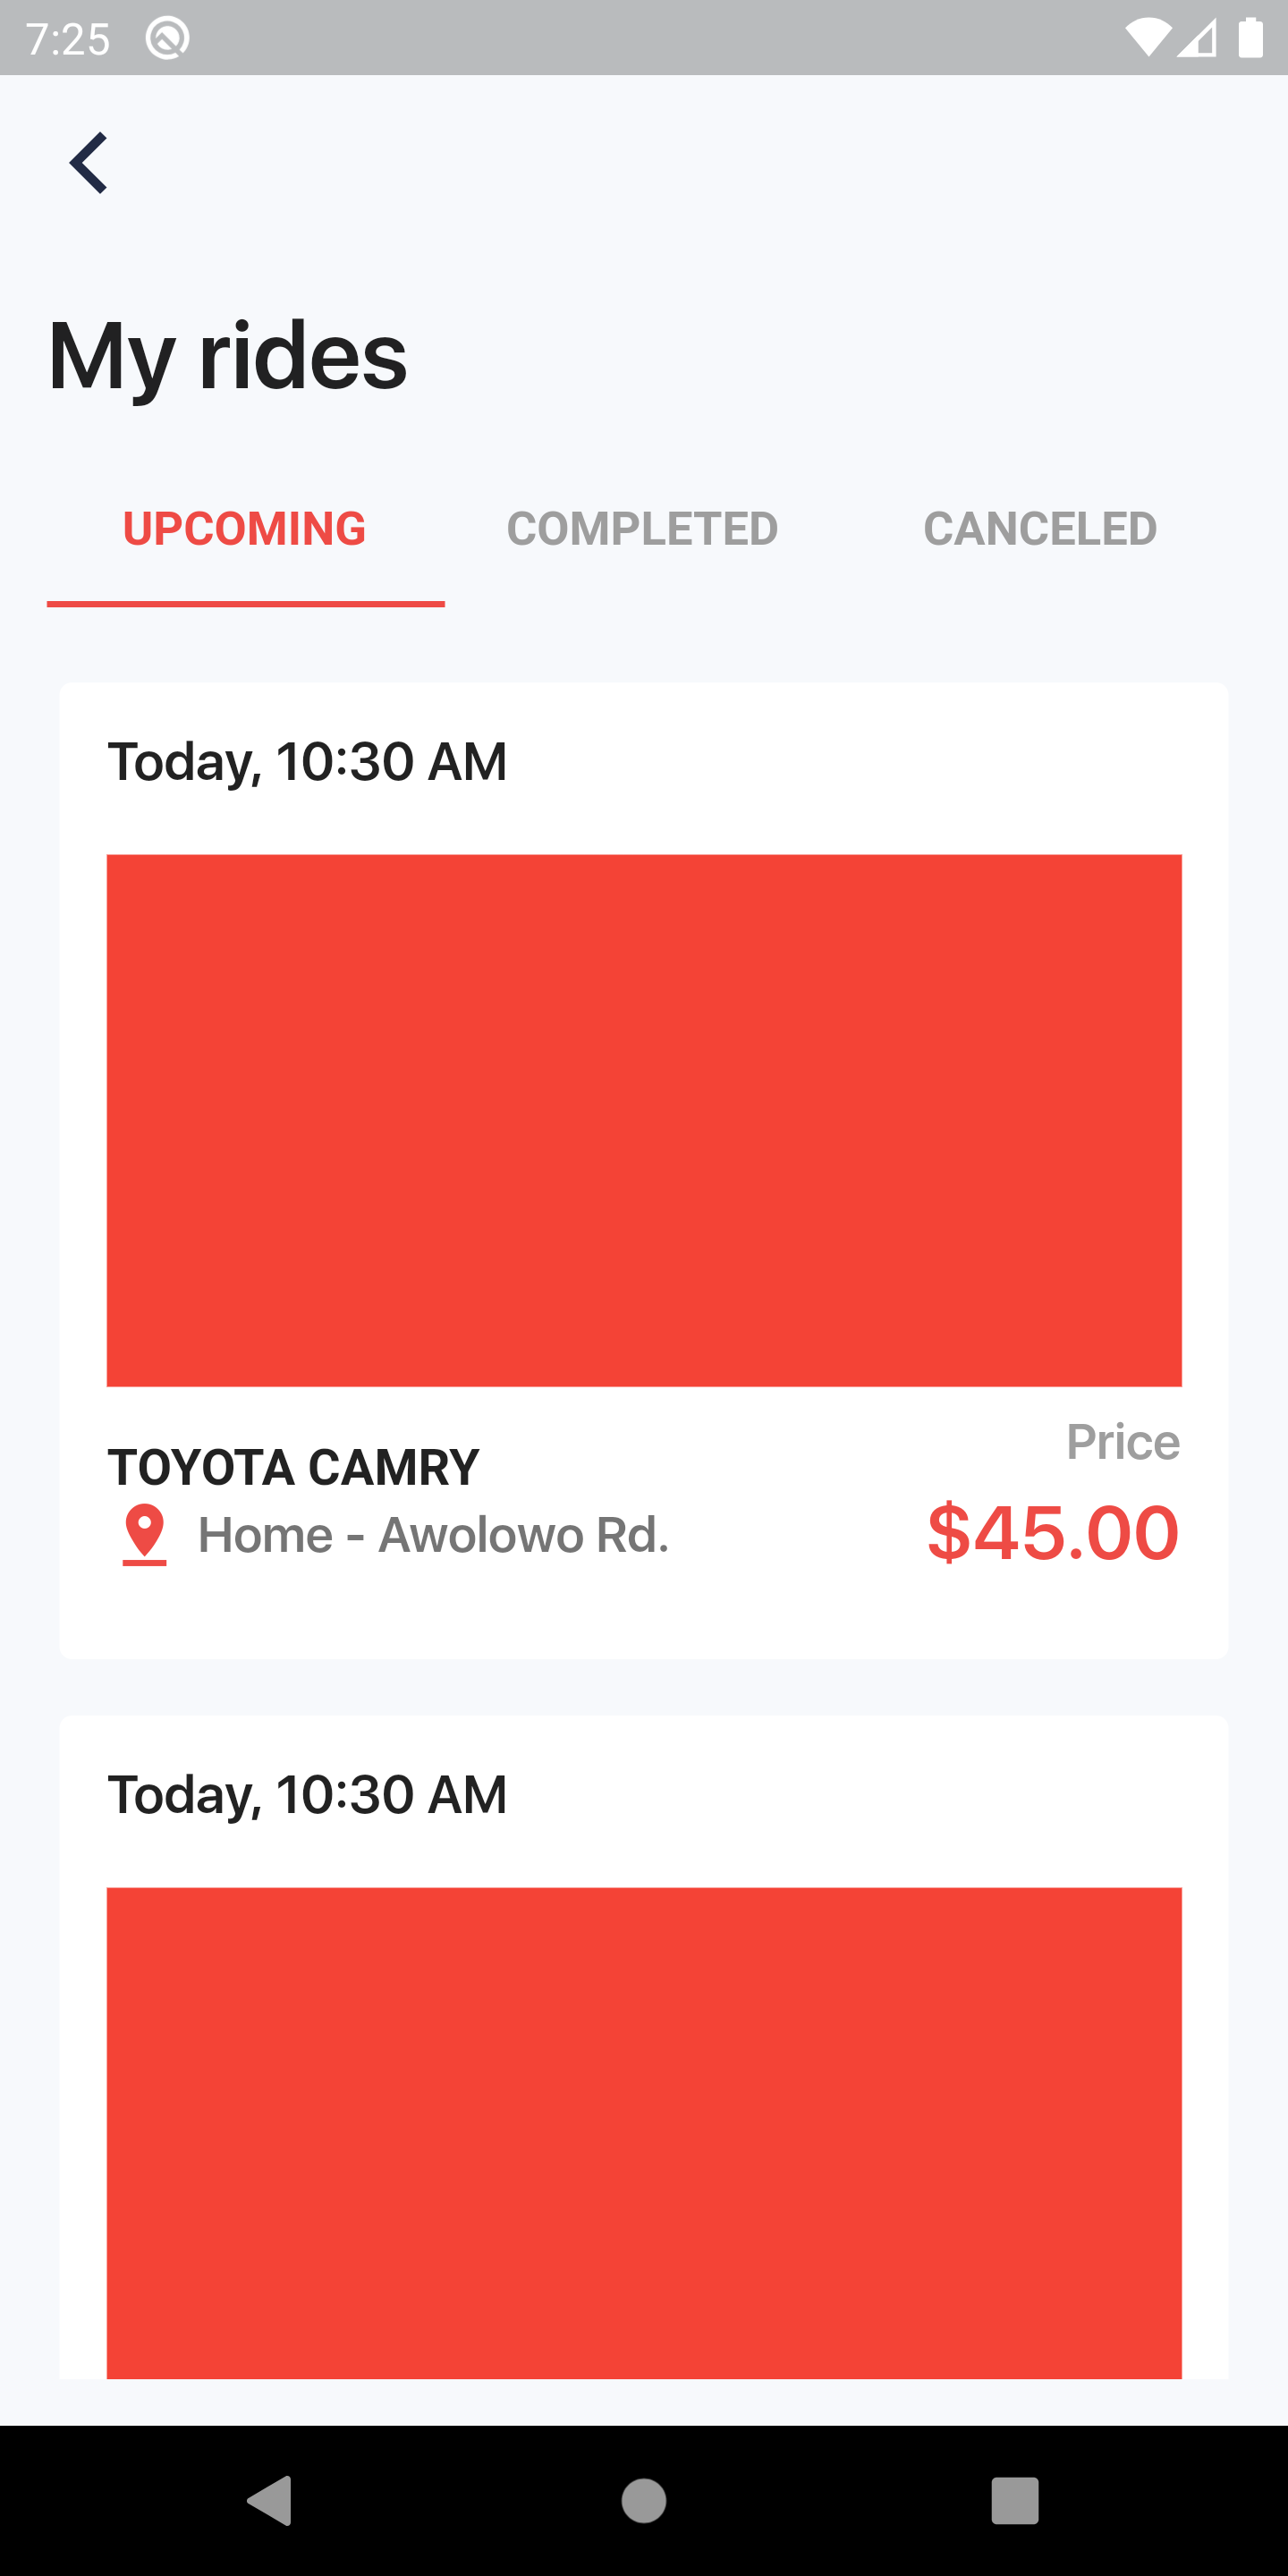 7:25
My rides
UPCOMING COMPLETED CANCELED
Today, 10:30 AM
Price
TOYOTA CAMRY
Home - Awolowo Rd.
$45.00
Today, 10:30 AM